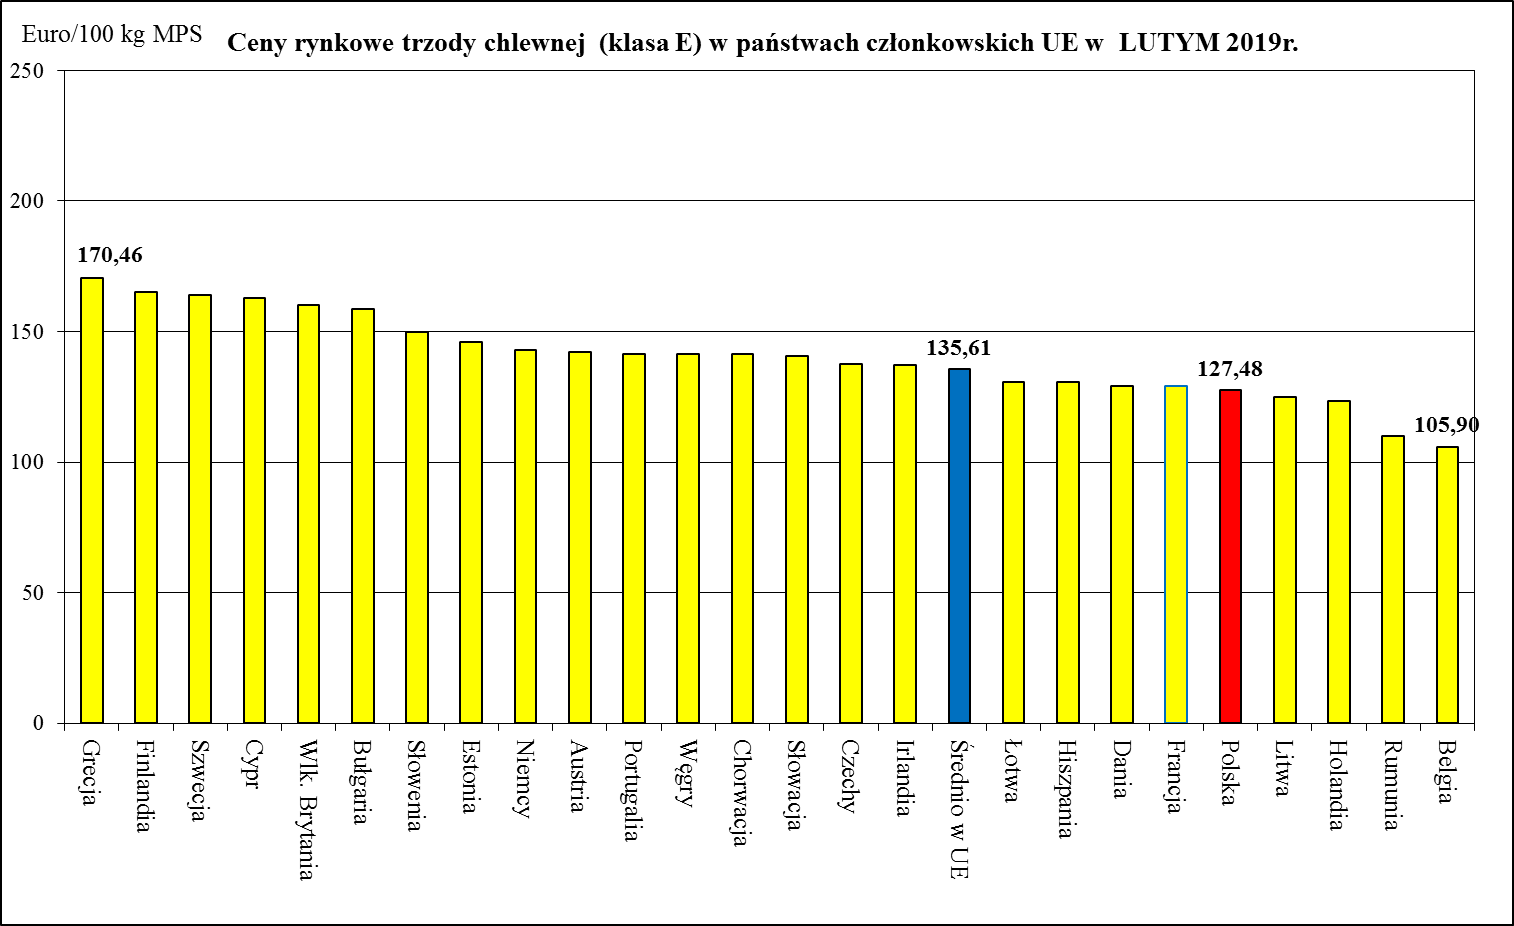 Euro/100 kg MPS
Ceny rynkowe trzody chlewnej (klasa E) w państwach członkowskich UE w LUTYM 2019r.
250
200
150
100
50
0
170,46
135,61
127,48
105,90
Grecja
Finlandia
Szwecja
Cypr
Wlk. Brytania
Bułgaria
Słowenia
Estonia
Niemcy
Austria
Portugalia
Węgry
Chorwacja
Słowacja
Czechy
Irlandia
Średnio w UE
Łotwa
Hiszpania
Dania
Francja
Polska
Litwa
Holandia
Rumunia
Belgia